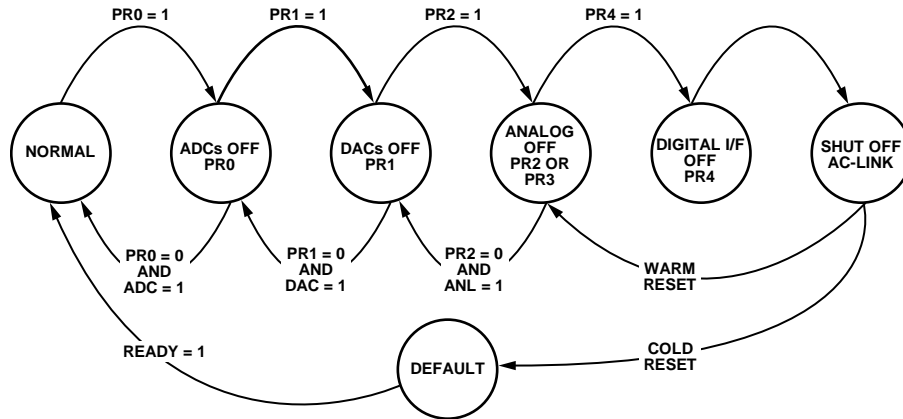 PR0 = 1
PR1 = 1
PR2 = 1
PR4 = 1
NORMAL
ADCs OFF
PR0
DACs OFF
PR1
ANALOG
OFF
PR2 OR
PR3
DIGITAL I/F
OFF
PR4
SHUT OFF
AC-LINK
PR0 = 0
AND
ADC = 1
PR1 = 0
AND
DAC = 1
PR2 = 0
AND
ANL = 1
WARM
RESET
READY = 1
DEFAULT
COLD
RESET